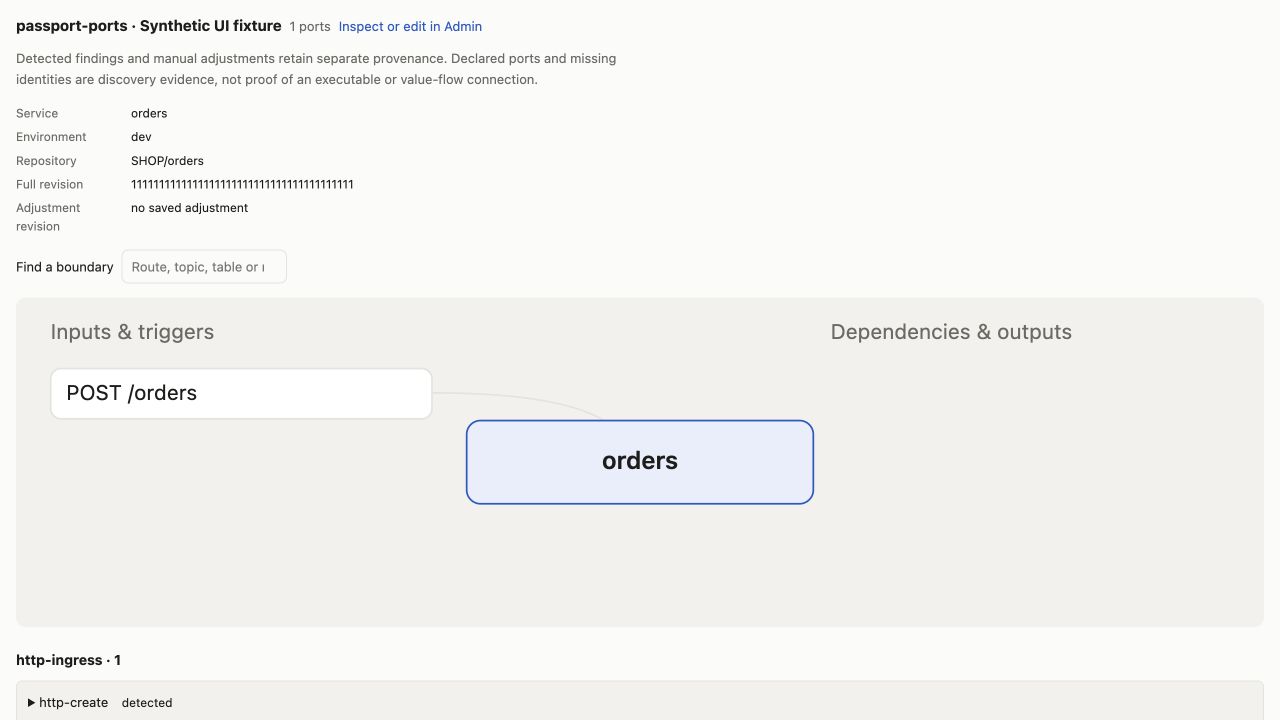 passport-ports · Synthetic UI fixture 1 ports Inspect or edit in Admin
Detected findings and manual adjustments retain separate provenance. Declared ports and missing
identities are discovery evidence, not proof of an executable or value-flow connection.
Service orders
Environment dev
Repository SHOP/orders
Full revision 1111111111111111111111111111111111111111
Adjustment revision no saved adjustment
Find a boundary Route, topic, table or
Inputs & triggers Dependencies & outputs
POST /orders
orders
http-ingress · 1
http-create detected